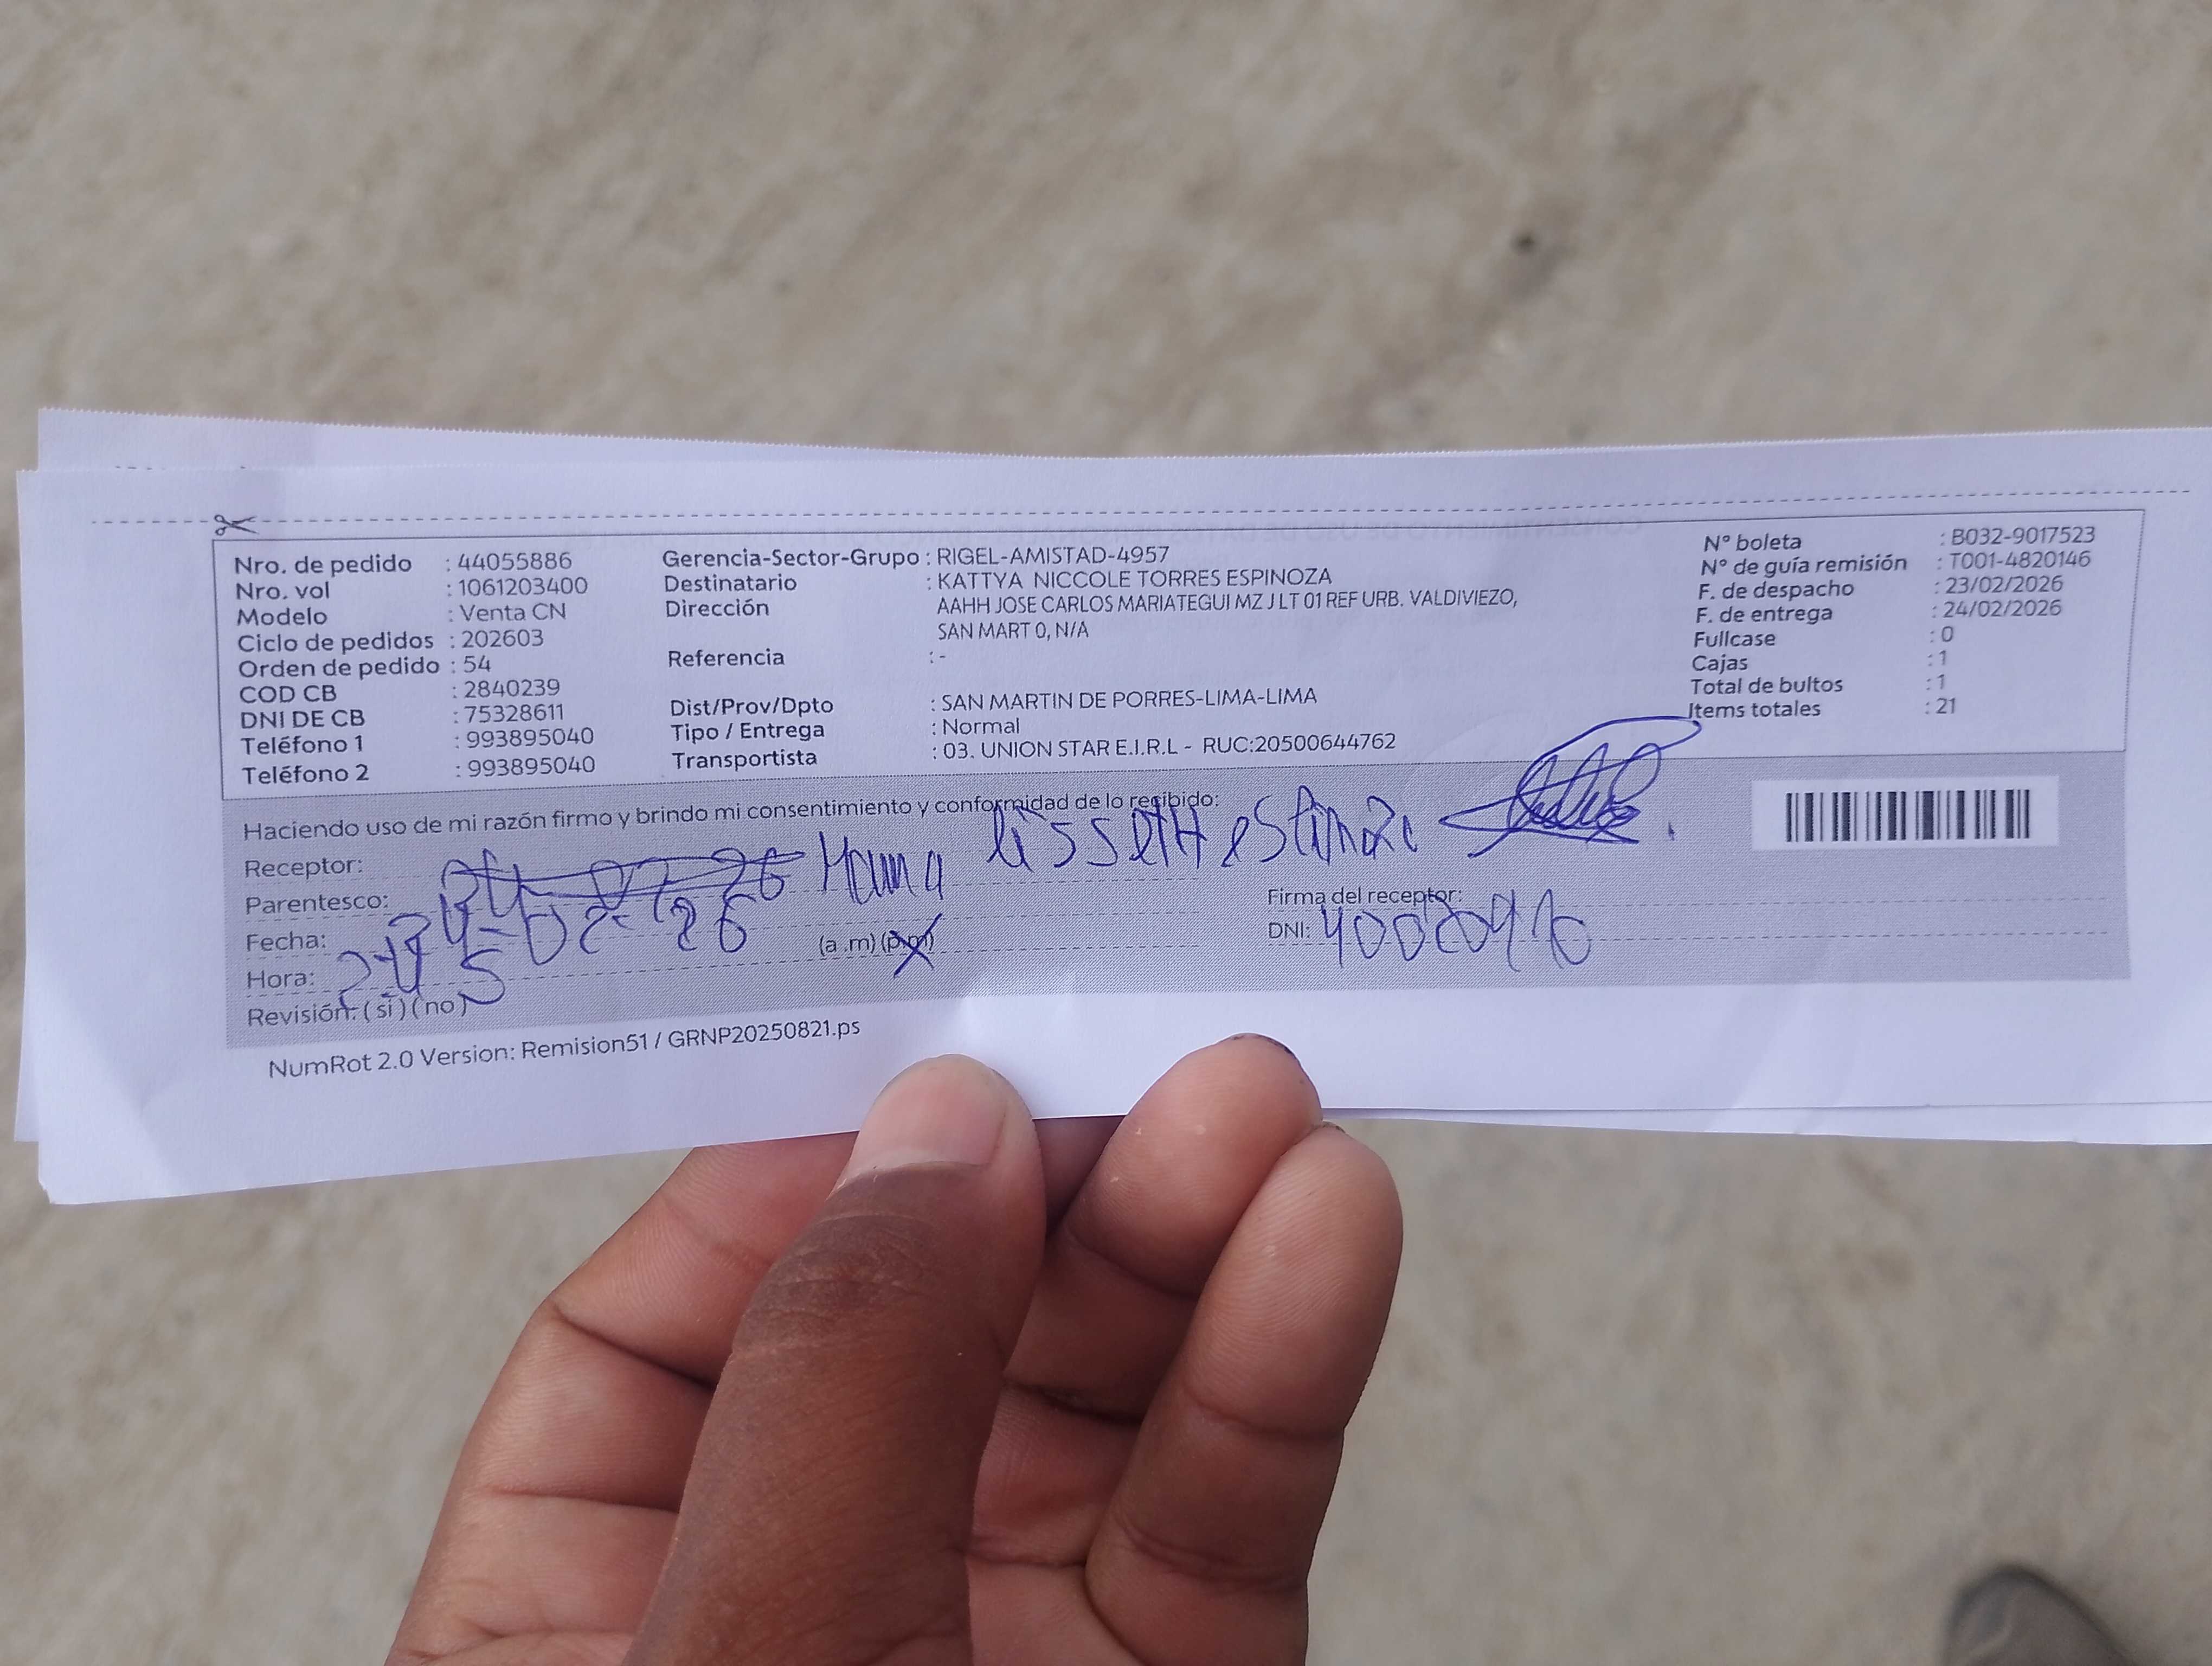 Nro. de pedido : 44055886
Nro. vol : 1061203400
Modelo : Venta CN
Ciclo de pedidos : 202603
Orden de pedido : 54
COD CB : 2840239
DNI DE CB : 75328611
Teléfono 1 : 993895040
Teléfono 2 : 993895040
Gerencia-Sector-Grupo : RIGEL-AMISTAD-4957
Destinatario : KATTYA NICCOLE TORRES ESPINOZA
Dirección AAHH JOSE CARLOS MARIATEGUI MZ J LT 01 REF URB. VALDIVIEZO,
SAN MART 0, N/A
Referencia : -
Dist/Prov/Dpto : SAN MARTIN DE PORRES-LIMA-LIMA
Tipo / Entrega : Normal
Transportista : 03. UNION STAR E.I.R.L - RUC:20500644762
N° boleta : B032-9017523
N° de guía remisión : T001-4820146
F. de despacho : 23/02/2026
F. de entrega : 24/02/2026
Fullcase : 0
Cajas : 1
Total de bultos : 1
Items totales : 21
Haciendo uso de mi razón firmo y brindo mi consentimiento y conformidad de lo recibido:
Receptor: lissetH
Parentesco: Mama
Fecha: 24-02-26
Hora: (a.m) (p.m)
Revisión: (si) (no)
Firma del receptor:
DNI:
NumRot 2.0 Version: Remision51 / GRNP20250821.ps